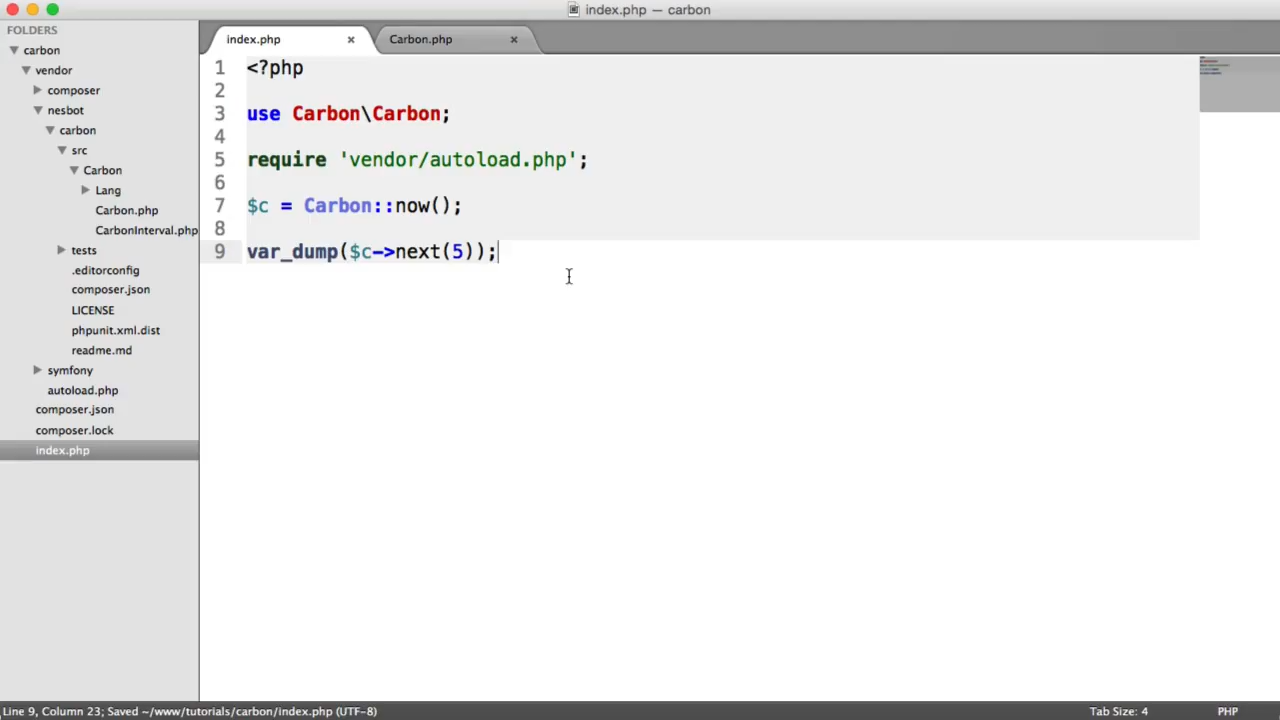 index.php — carbon
FOLDERS
carbon
vendor
composer
nesbot
carbon
src
Carbon
Lang
Carbon.php
CarbonInterval.php
tests
.editorconfig
composer.json
LICENSE
phpunit.xml.dist
readme.md
symfony
autoload.php
composer.json
composer.lock
index.php
index.php × Carbon.php ×
1 <?php
2
3 use Carbon\Carbon;
4
5 require 'vendor/autoload.php';
6
7 $c = Carbon::now();
8
9 var_dump($c->next(5));
Line 9, Column 23; Saved ~/www/tutorials/carbon/index.php (UTF-8) Tab Size: 4 PHP